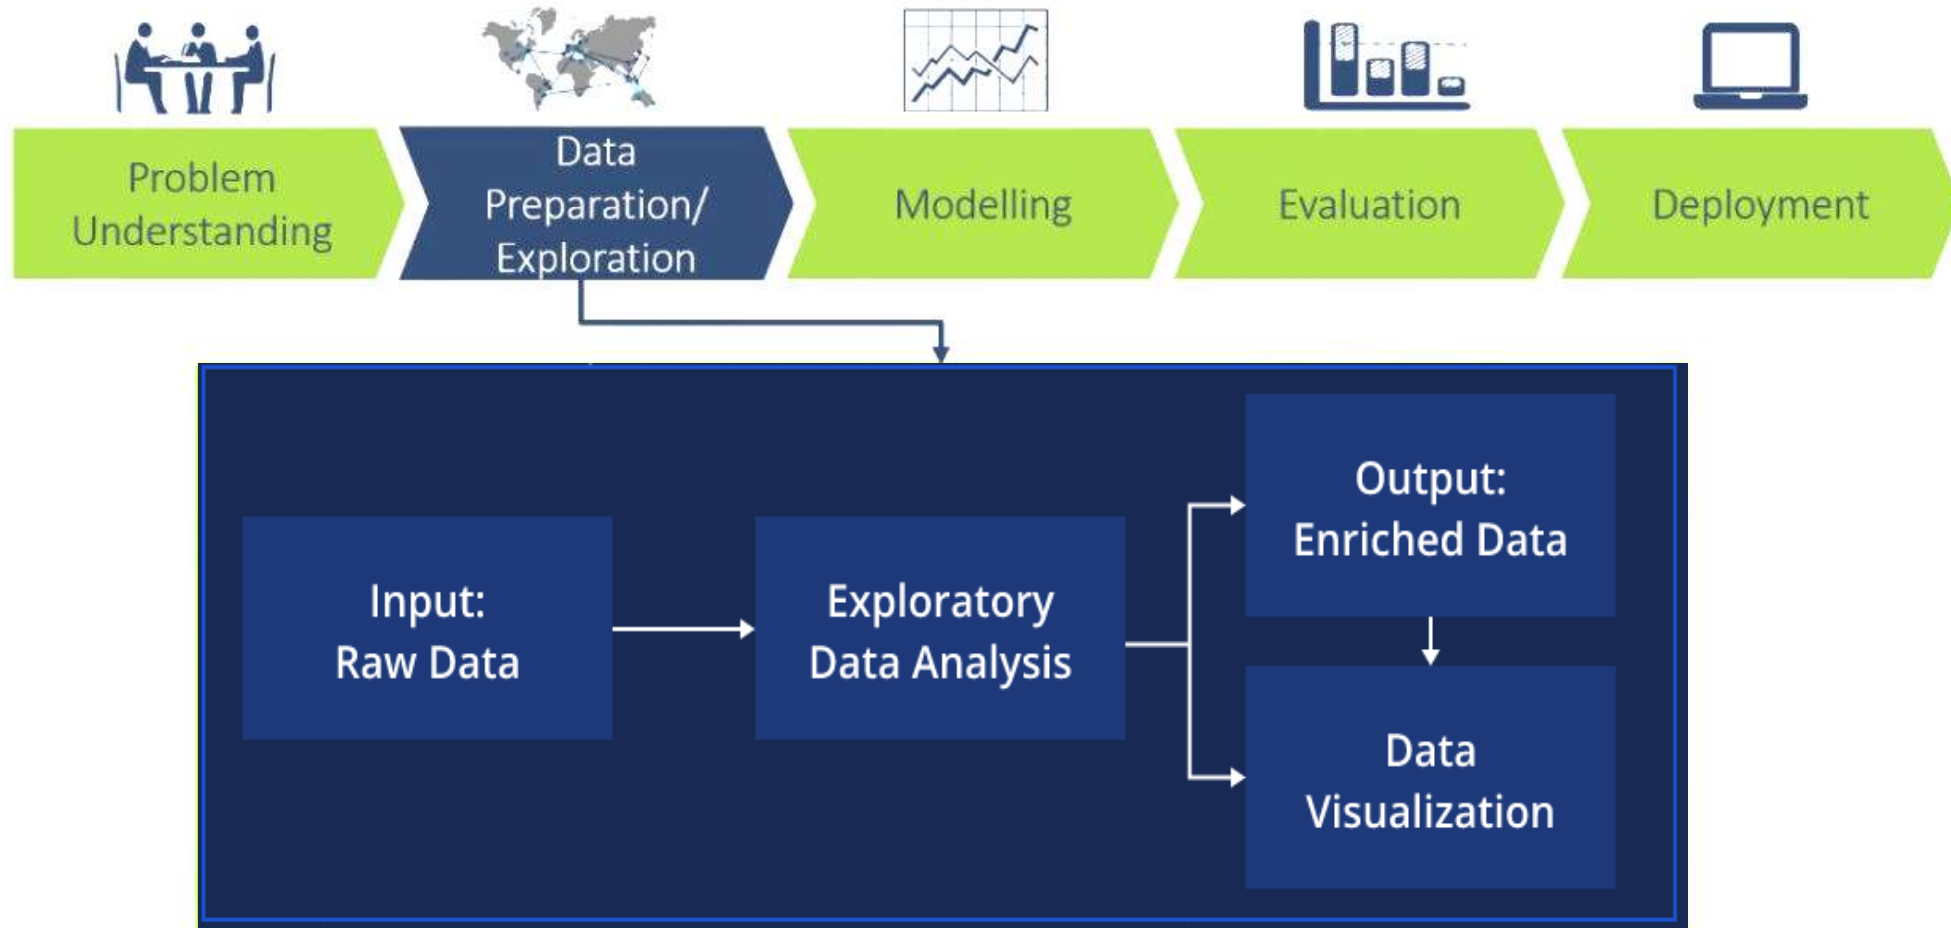 Problem
Understanding
Data
Preparation/
Exploration
Modelling
Evaluation
Deployment
Input:
Raw Data
Exploratory
Data Analysis
Output:
Enriched Data
Data
Visualization